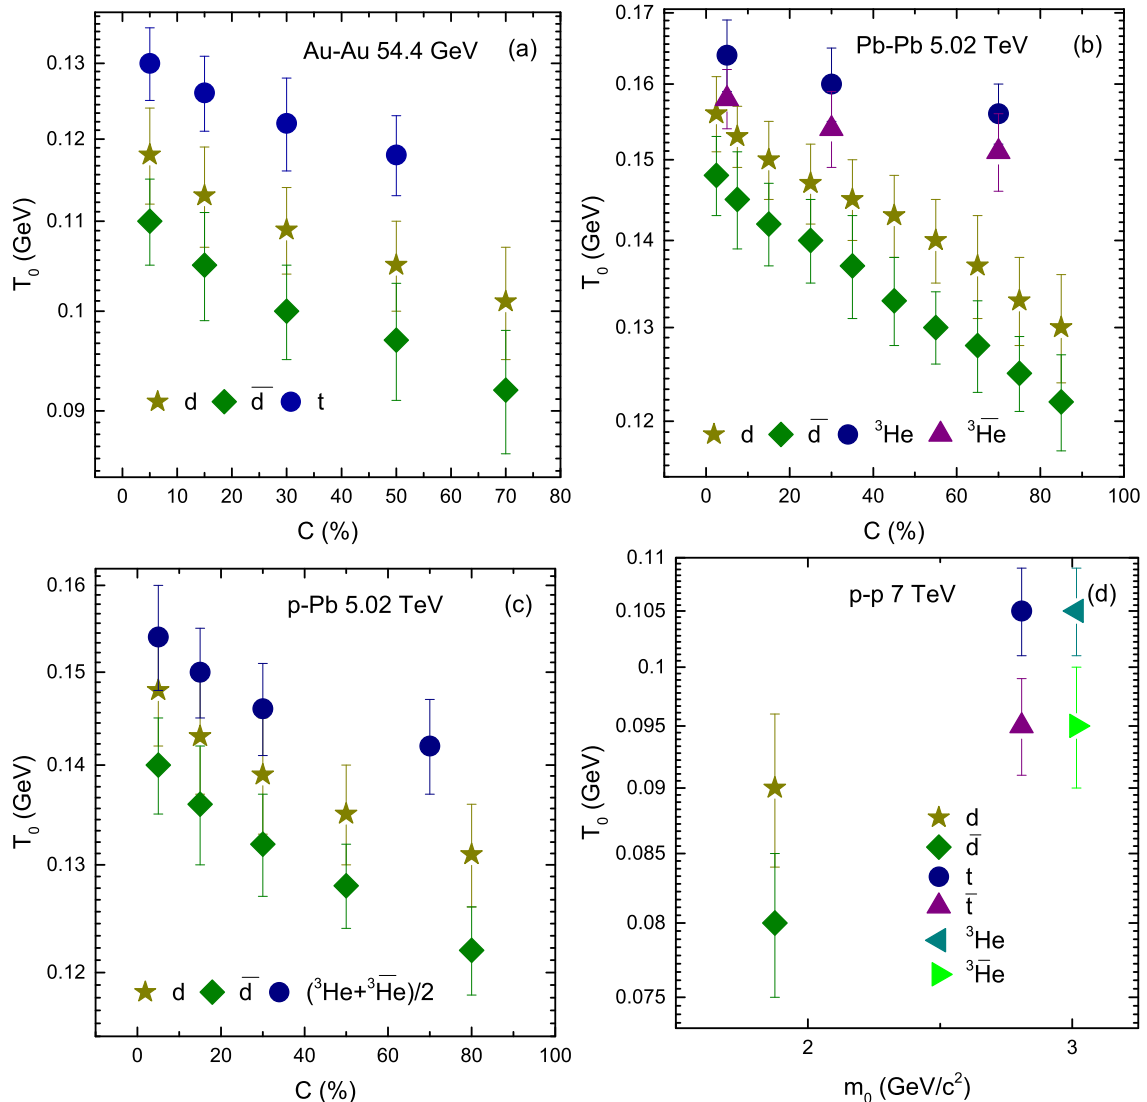 Au-Au 54.4 GeV (a)
0.13
0.12
0.11
0.1
0.09
T₀ (GeV)
d d̅ t
0 10 20 30 40 50 60 70 80
C (%)
Pb-Pb 5.02 TeV (b)
0.17
0.16
0.15
0.14
0.13
0.12
T₀ (GeV)
d d̅ ³He ³H̅e̅
0 20 40 60 80 100
C (%)
p-Pb 5.02 TeV (c)
0.16
0.15
0.14
0.13
0.12
T₀ (GeV)
d d̅ (³He+³H̅e̅)/2
0 20 40 60 80 100
C (%)
p-p 7 TeV (d)
0.11
0.105
0.1
0.095
0.09
0.085
0.08
0.075
T₀ (GeV)
d
d̅
t
t̅
³He
³H̅e
2 3
m₀ (GeV/c²)